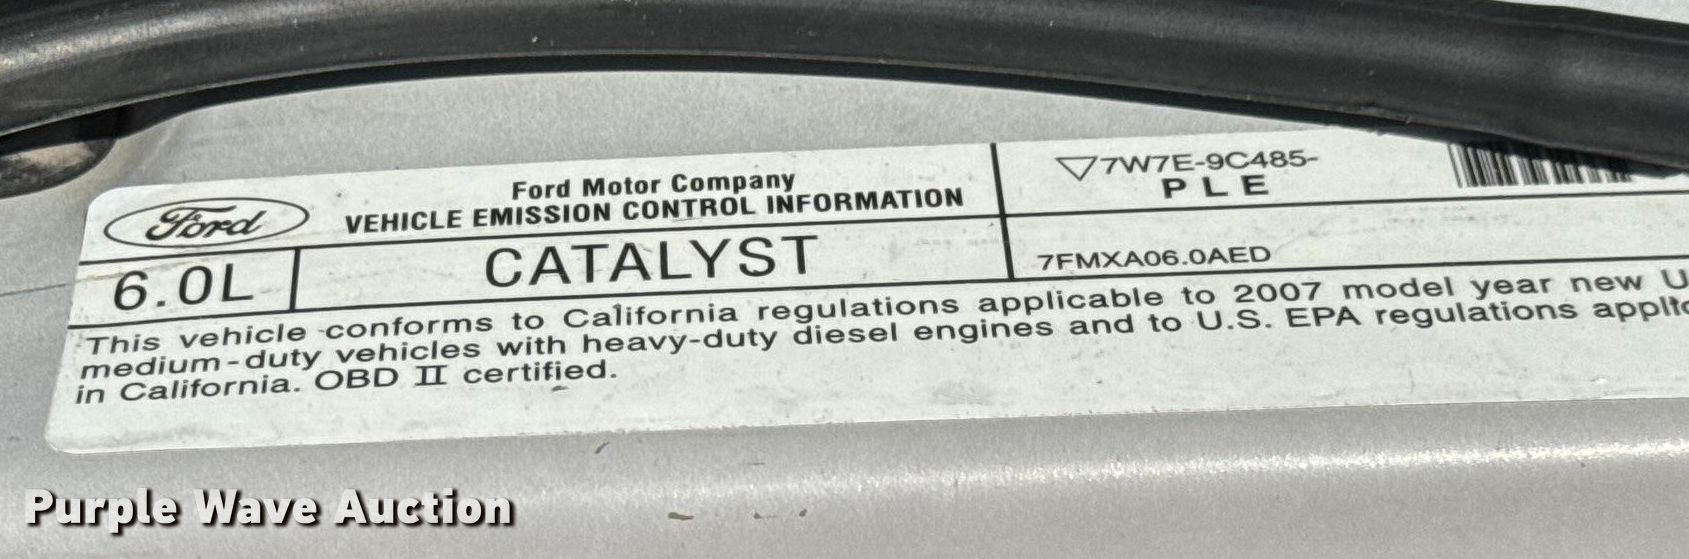 Ford
Ford Motor Company
VEHICLE EMISSION CONTROL INFORMATION
7W7E-9C485-
PLE
6.0L
CATALYST
7FMXA06.0AED
This vehicle conforms to California regulations applicable to 2007 model year new
medium-duty vehicles with heavy-duty diesel engines and to U.S. EPA regulations
in California. OBD II certified.
Purple Wave Auction